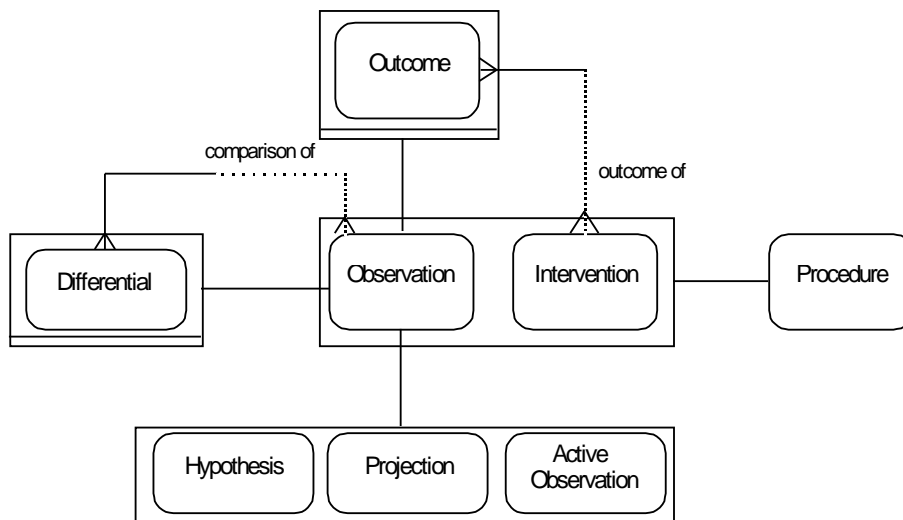 Outcome
comparison of
outcome of
Differential
Observation
Intervention
Procedure
Hypothesis
Projection
Active
Observation